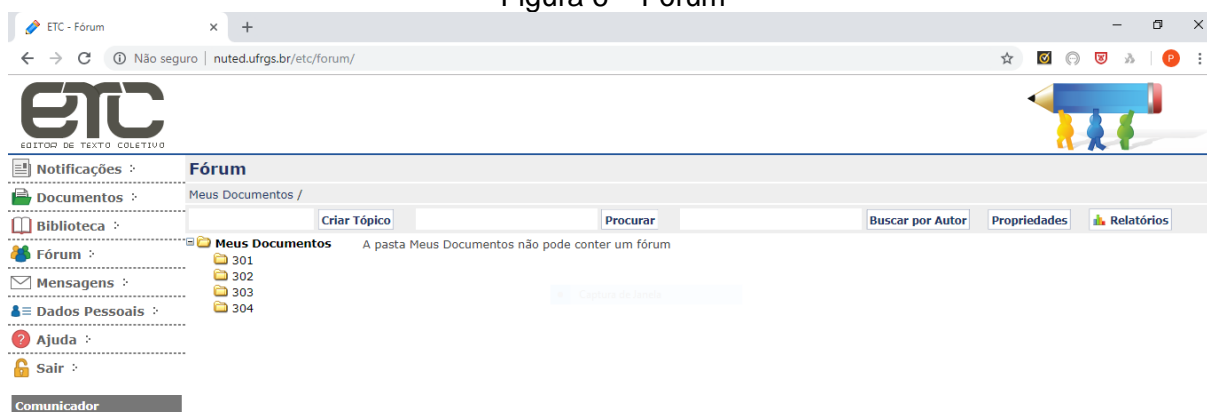 Figura 6 – Fórum
ETC - Fórum
Não seguro nuted.ufrgs.br/etc/forum/
P
ETC
EDITOR DE TEXTO COLETIVO
Notificações
Fórum
Documentos
Meus Documentos /
Biblioteca
Criar Tópico Procurar Buscar por Autor Propriedades Relatórios
Fórum
Meus Documentos A pasta Meus Documentos não pode conter um fórum
301
Mensagens
302
303
Dados Pessoais
304
Ajuda
Sair
Comunicador